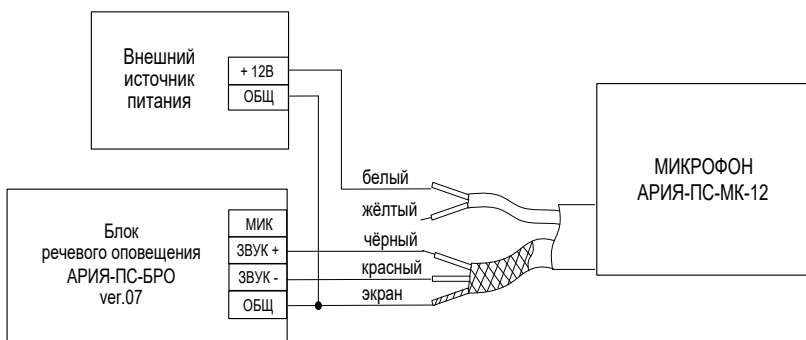 Внешний
источник
питания
+ 12В
ОБЩ
белый
жёлтый
чёрный
красный
экран
МИКРОФОН
АРИЯ-ПС-МК-12
Блок
речевого оповещения
АРИЯ-ПС-БРО
ver.07
МИК
ЗВУК +
ЗВУК -
ОБЩ